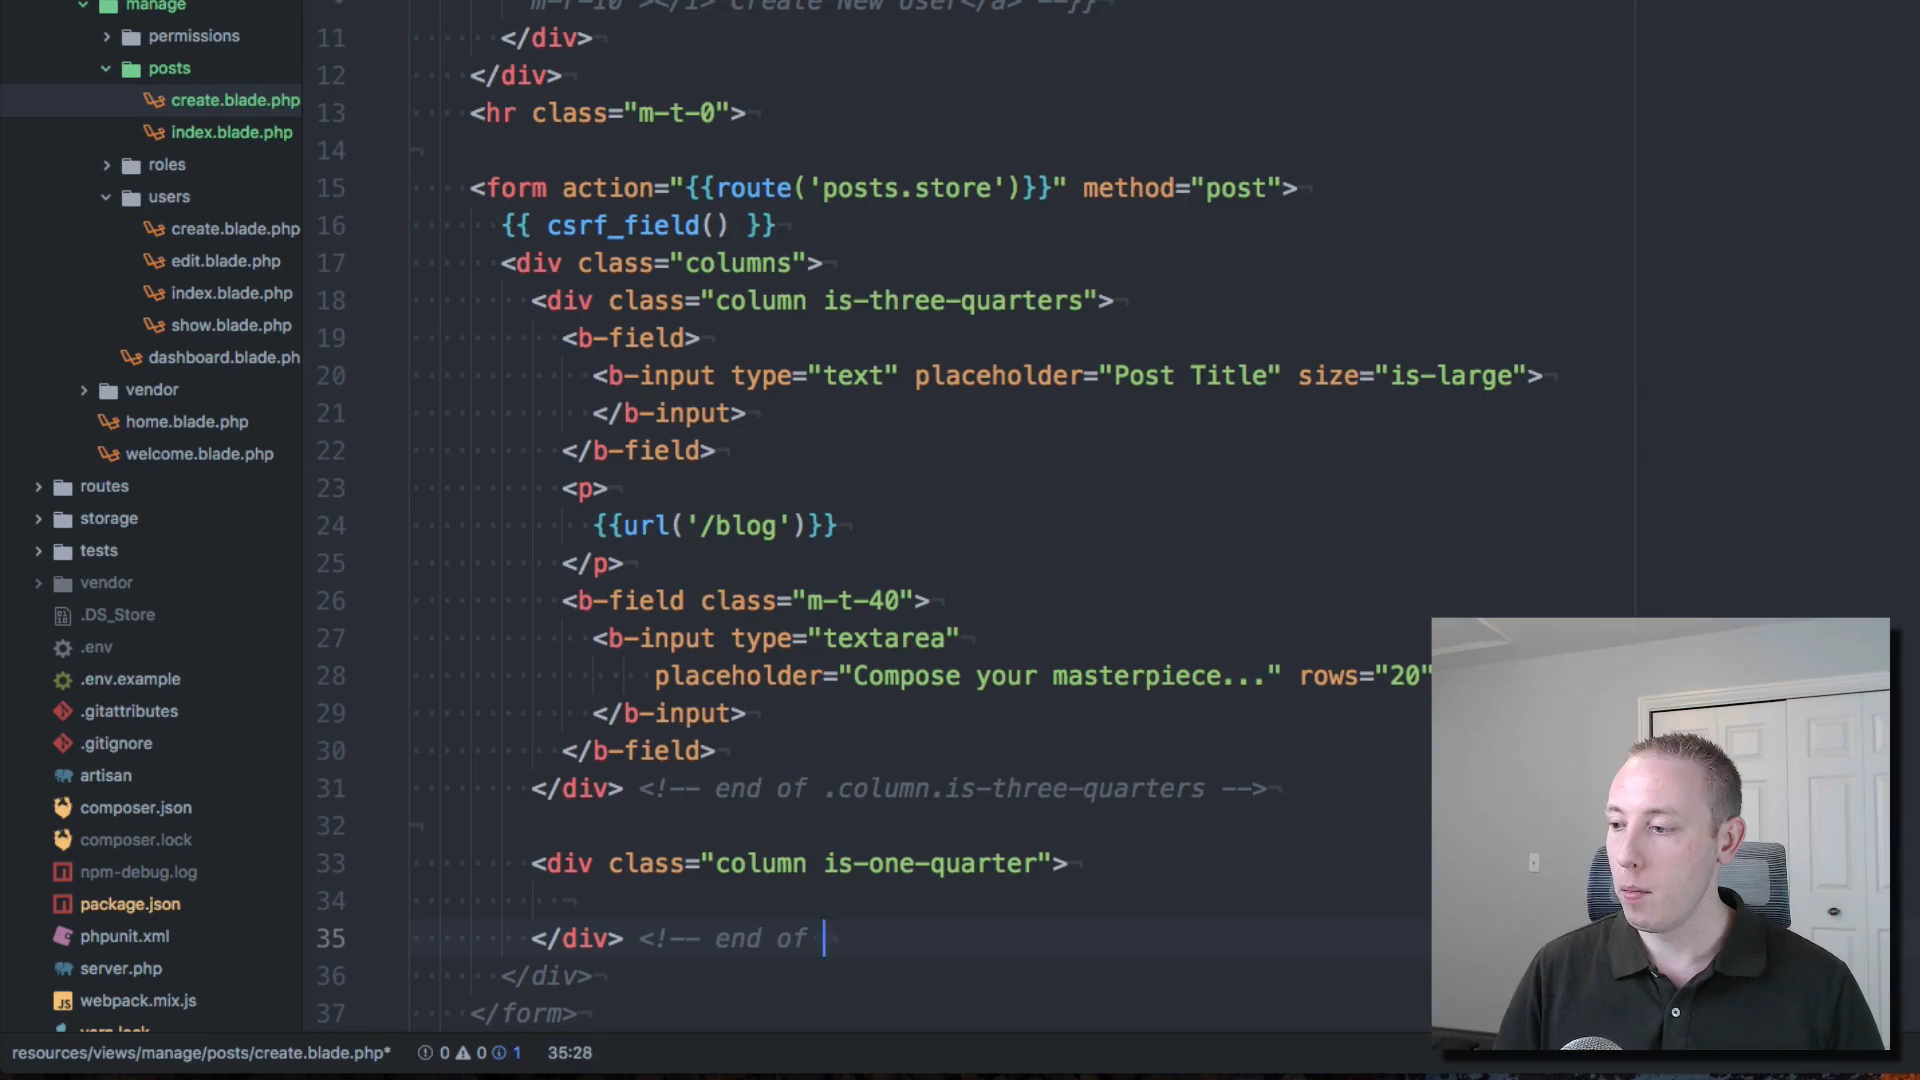 manage
permissions
posts
create.blade.php
index.blade.php
roles
users
create.blade.php
edit.blade.php
index.blade.php
show.blade.php
dashboard.blade.ph
vendor
home.blade.php
welcome.blade.php
routes
storage
tests
vendor
.DS_Store
.env
.env.example
.gitattributes
.gitignore
artisan
composer.json
composer.lock
npm-debug.log
package.json
phpunit.xml
server.php
webpack.mix.js
yarn.lock
m-r-10"></i> Create New User</a> --}}
11 </div>
12 </div>
13 <hr class="m-t-0">
14
15 <form action="{{route('posts.store')}}" method="post">
16 {{ csrf_field() }}
17 <div class="columns">
18 <div class="column is-three-quarters">
19 <b-field>
20 <b-input type="text" placeholder="Post Title" size="is-large">
21 </b-input>
22 </b-field>
23 <p>
24 {{url('/blog')}}
25 </p>
26 <b-field class="m-t-40">
27 <b-input type="textarea"
28 placeholder="Compose your masterpiece..." rows="20"
29 </b-input>
30 </b-field>
31 </div> <!-- end of .column.is-three-quarters -->
32
33 <div class="column is-one-quarter">
34
35 </div> <!-- end of
36 </div>
37 </form>
resources/views/manage/posts/create.blade.php* 0 0 1 35:28